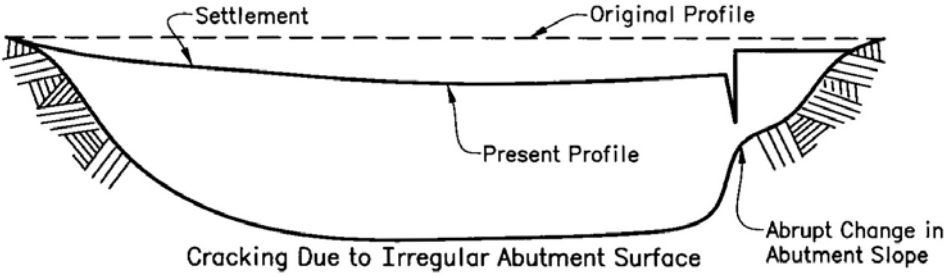 Settlement
Original Profile
Present Profile
Abrupt Change in
Abutment Slope
Cracking Due to Irregular Abutment Surface